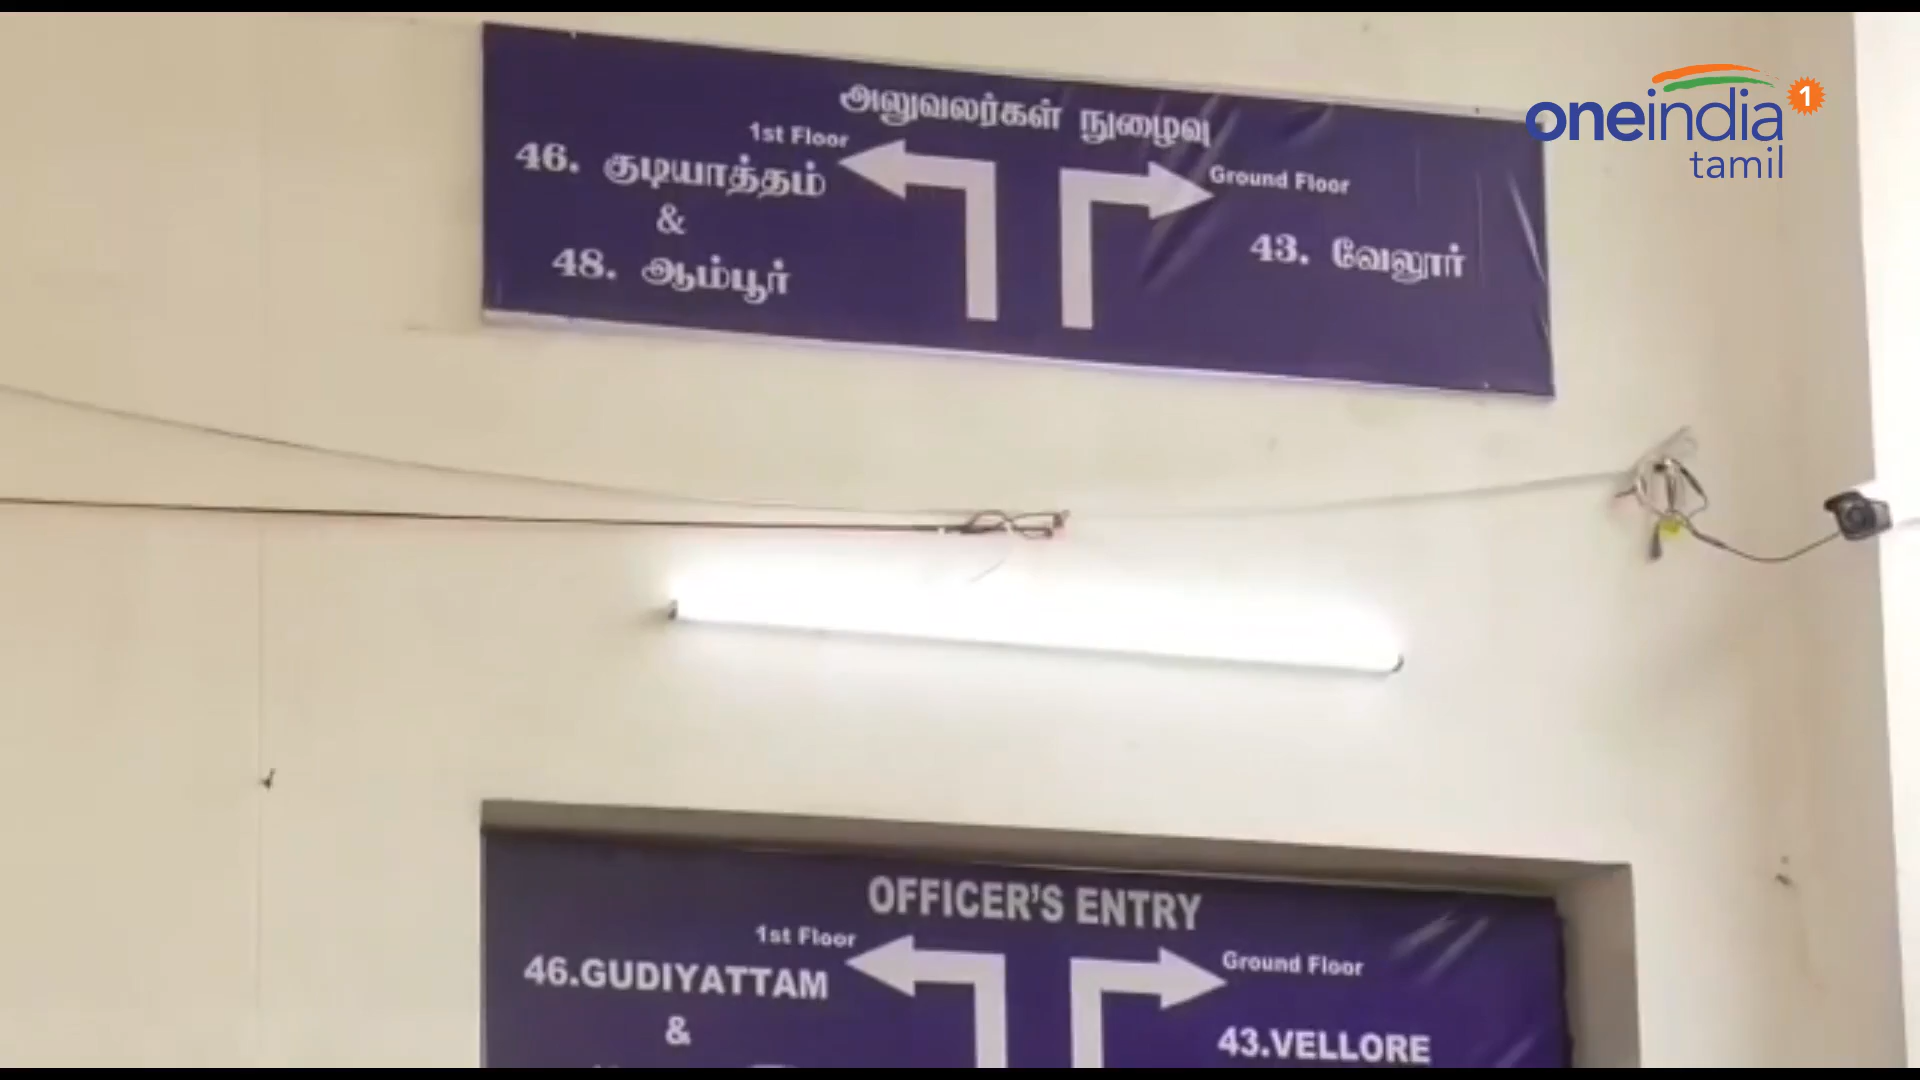 oneindia 1
tamil
அலுவலர்கள் நுழைவு
1st Floor
Ground Floor
46. குடியாத்தம்
&
48. ஆம்பூர்
43. வேலூர்
OFFICER'S ENTRY
1st Floor
Ground Floor
46.GUDIYATTAM
&
43.VELLORE